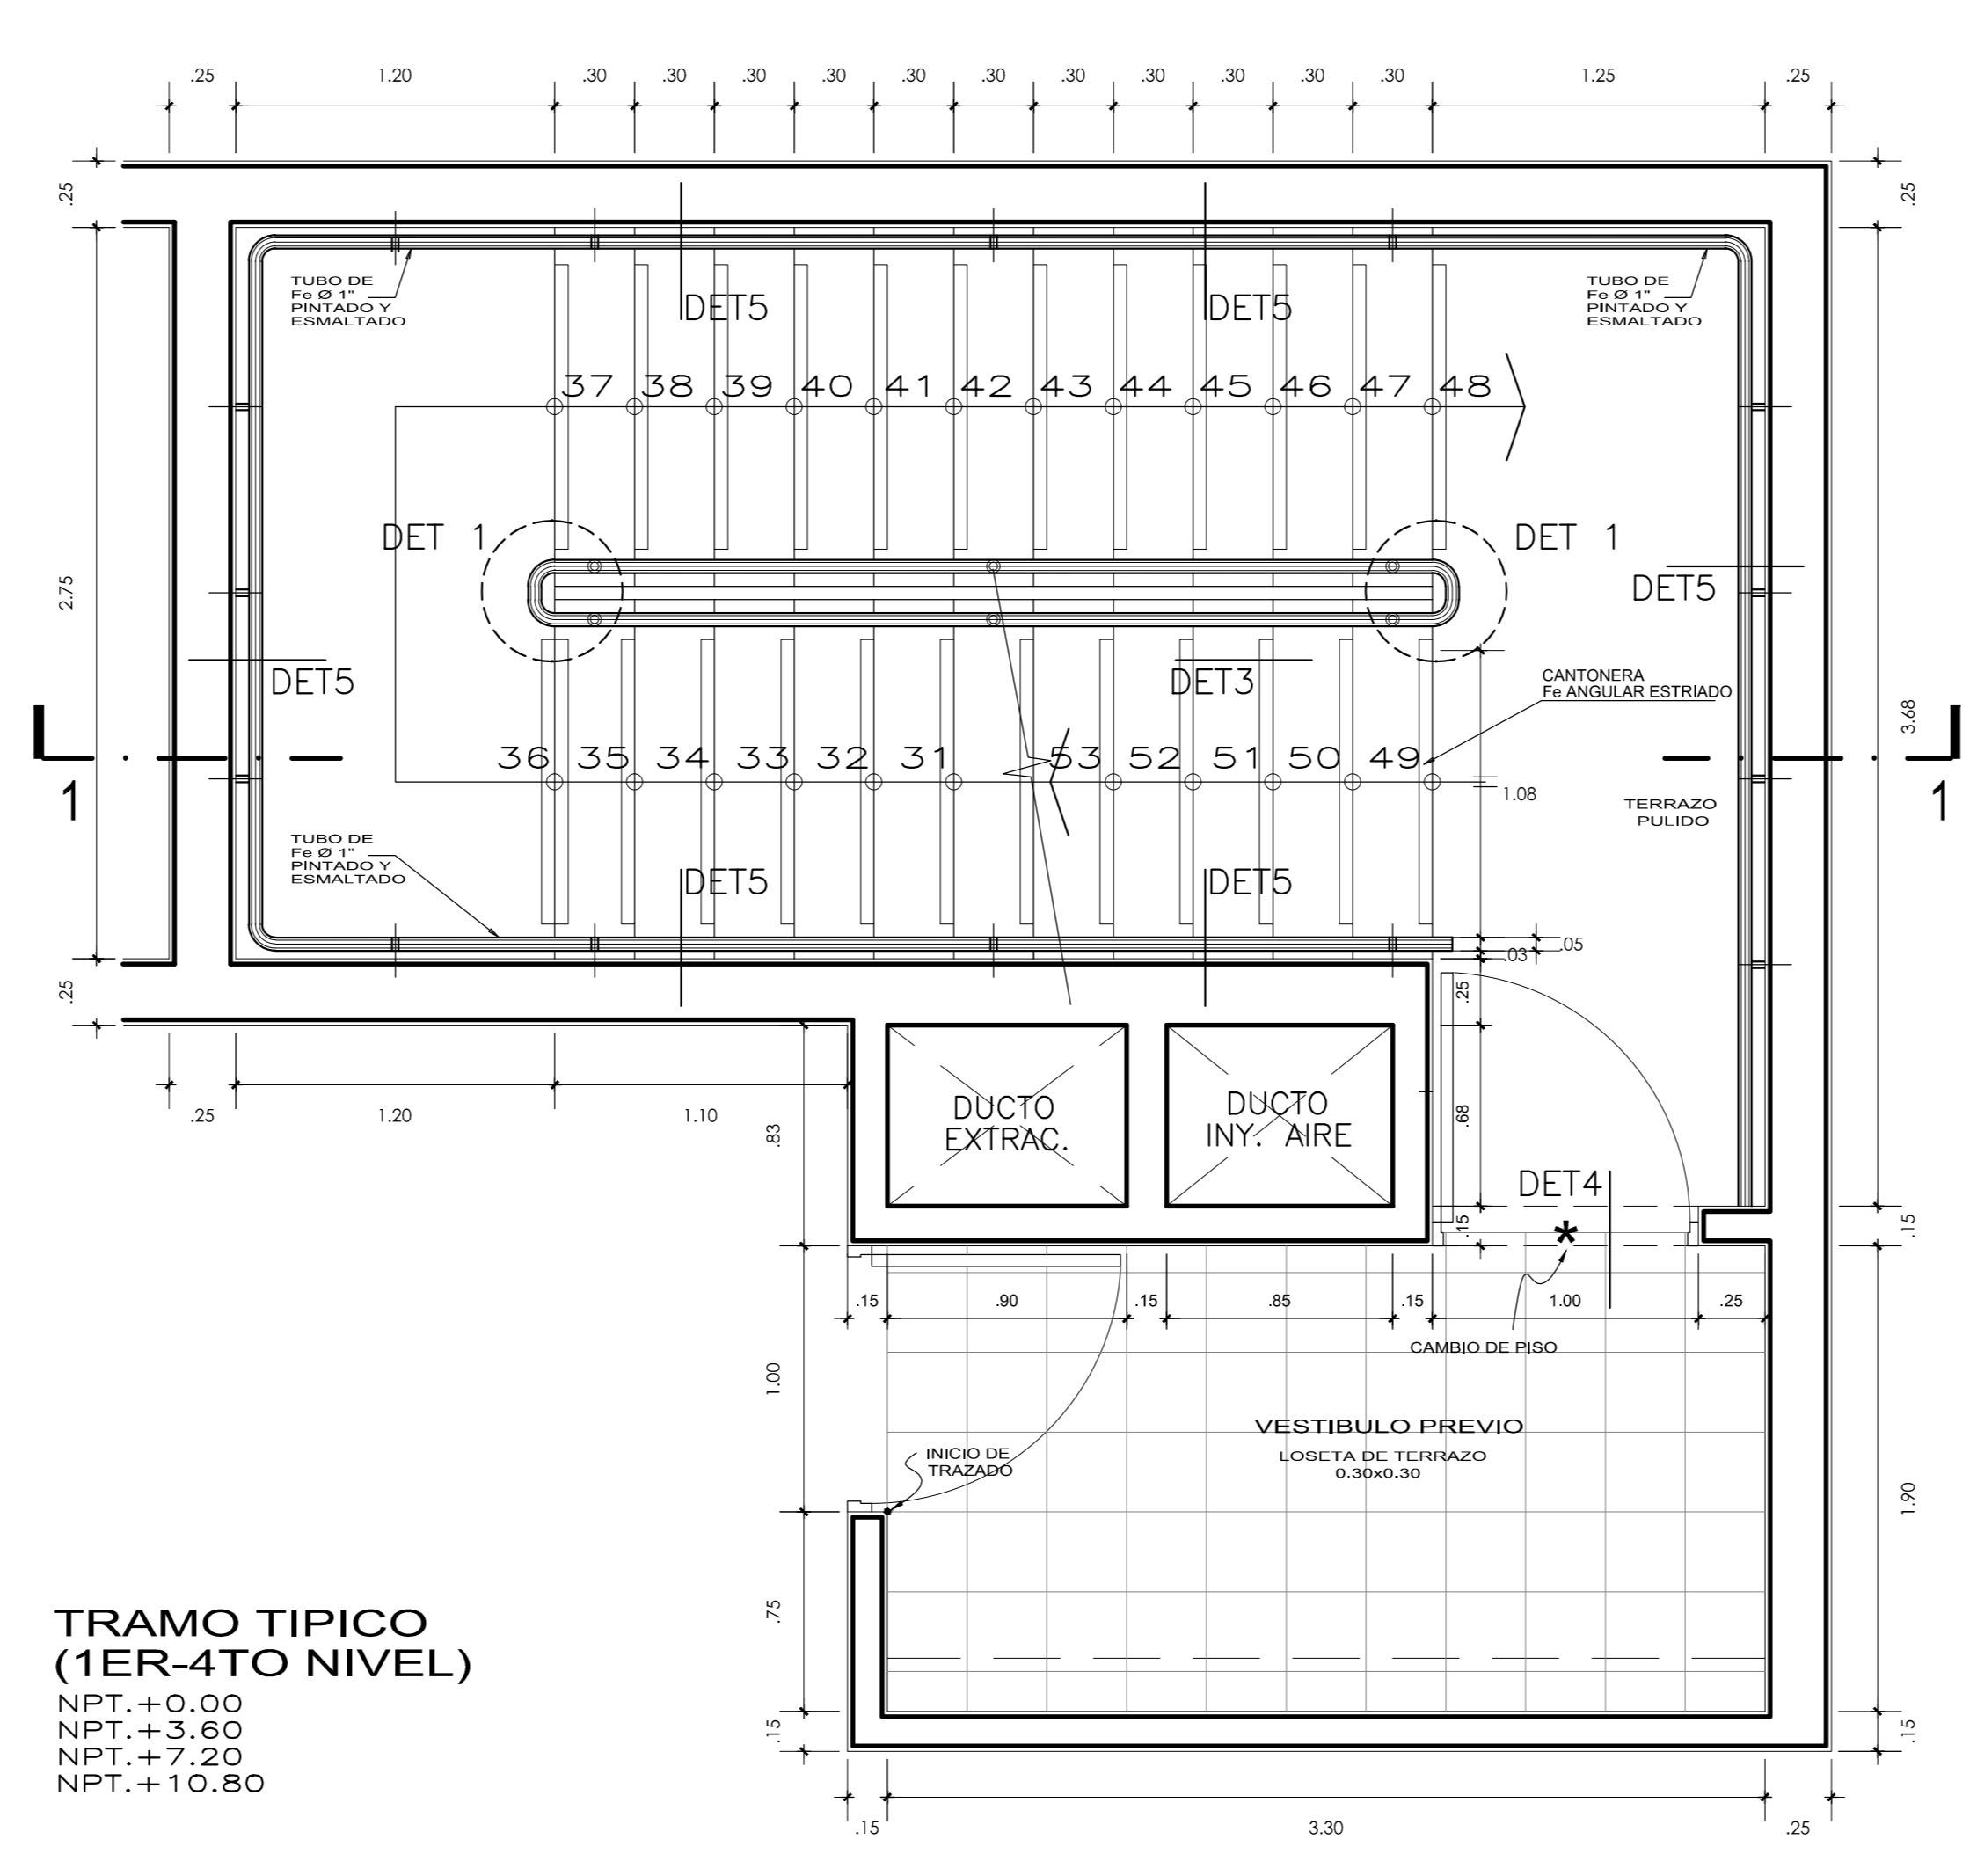 .25 1.20 .30 .30 .30 .30 .30 .30 .30 .30 .30 .30 .30 1.25 .25
.25
.25
TUBO DE
Fe Ø 1"
PINTADO Y
ESMALTADO
DET5
DET5
TUBO DE
Fe Ø 1"
PINTADO Y
ESMALTADO
37 38 39 40 41 42 43 44 45 46 47 48
DET 1
DET 1
2.75
DET5
DET5
DET3
CANTONERA
Fe ANGULAR ESTRIADO
3.68
36 35 34 33 32 31 53 52 51 50 49
1
1
1.08
TERRAZO
PULIDO
TUBO DE
Fe Ø 1"
PINTADO Y
ESMALTADO
DET5
DET5
.05
.03
.25
.25
.25 1.20 1.10
.83
DUCTO
EXTRAC.
DUCTO
INY. AIRE
.68
DET4
*
.15
.15
.15 .90 .15 .85 .15 1.00 .25
CAMBIO DE PISO
1.00
VESTIBULO PREVIO
LOSETA DE TERRAZO
0.30x0.30
INICIO DE
TRAZADO
1.90
.75
.15
.15
TRAMO TIPICO
(1ER-4TO NIVEL)
NPT.+0.00
NPT.+3.60
NPT.+7.20
NPT.+10.80
.15 3.30 .25